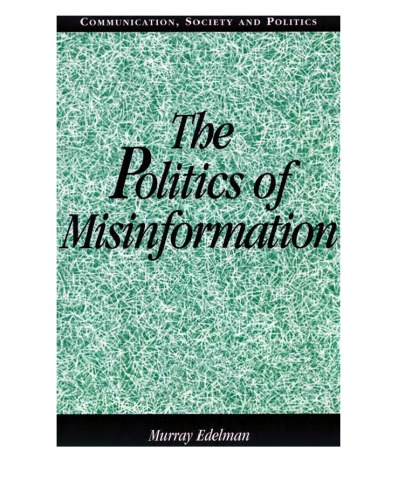 COMMUNICATION, SOCIETY AND POLITICS
The
Politics of
Misinformation
Murray Edelman